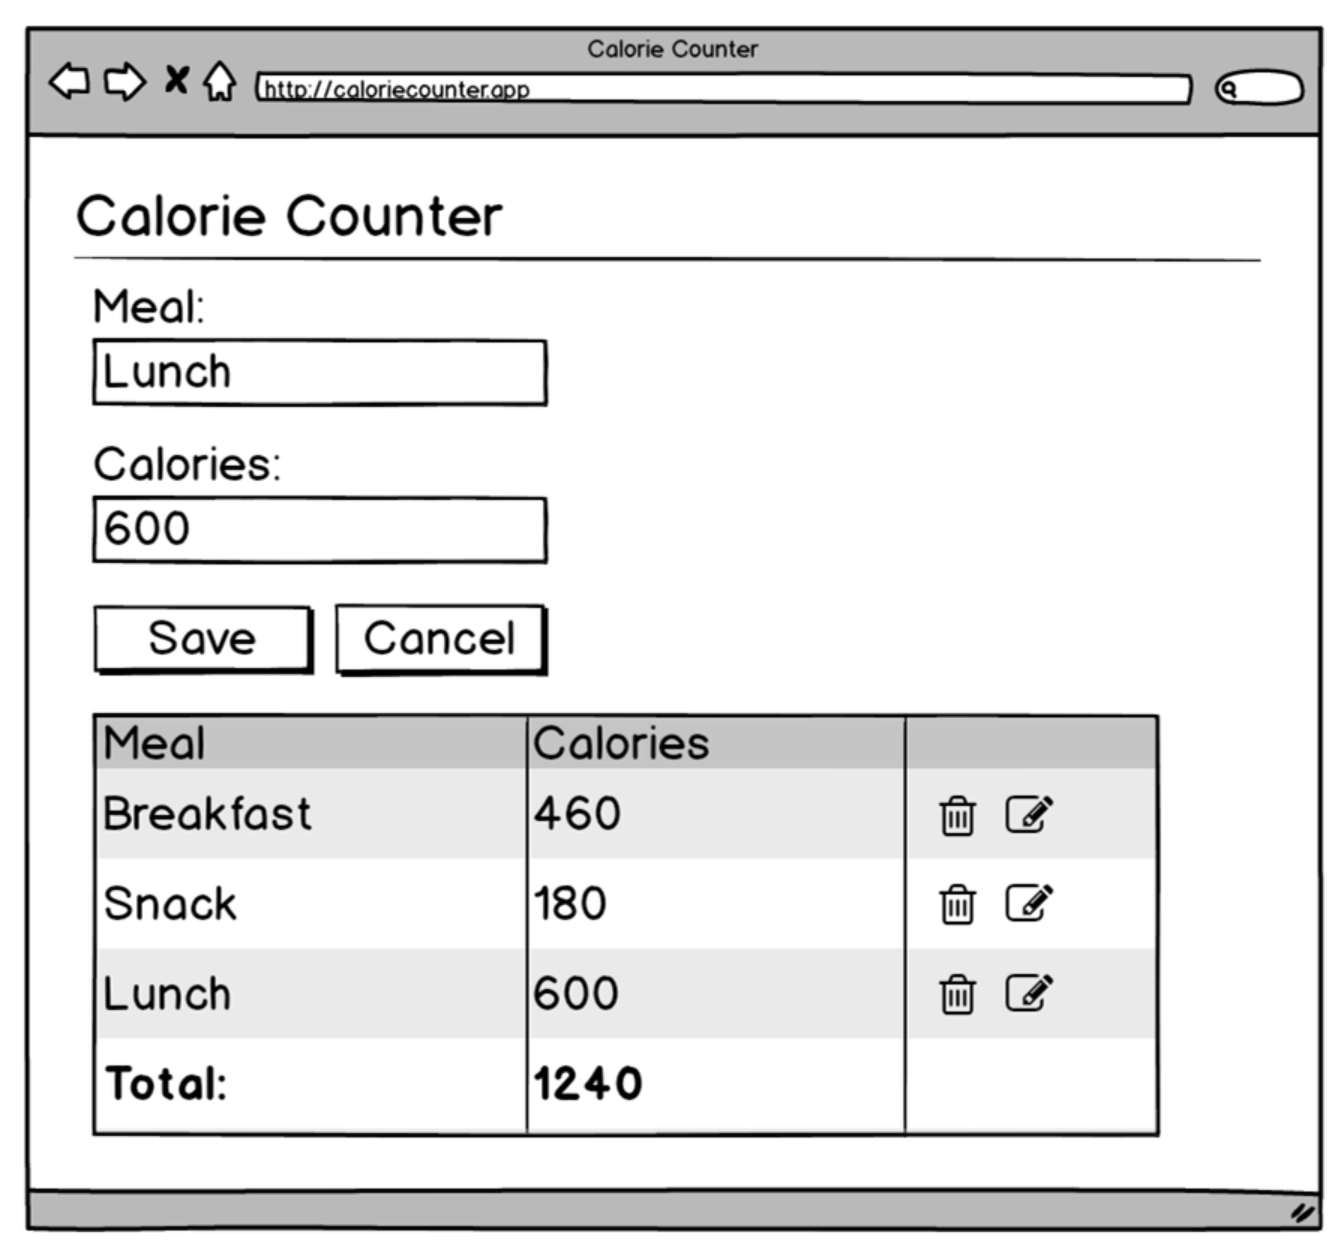 Calorie Counter
http://caloriecounter.app
Calorie Counter
Meal:
Lunch
Calories:
600
Save Cancel
Meal Calories
Breakfast 460
Snack 180
Lunch 600
Total: 1240